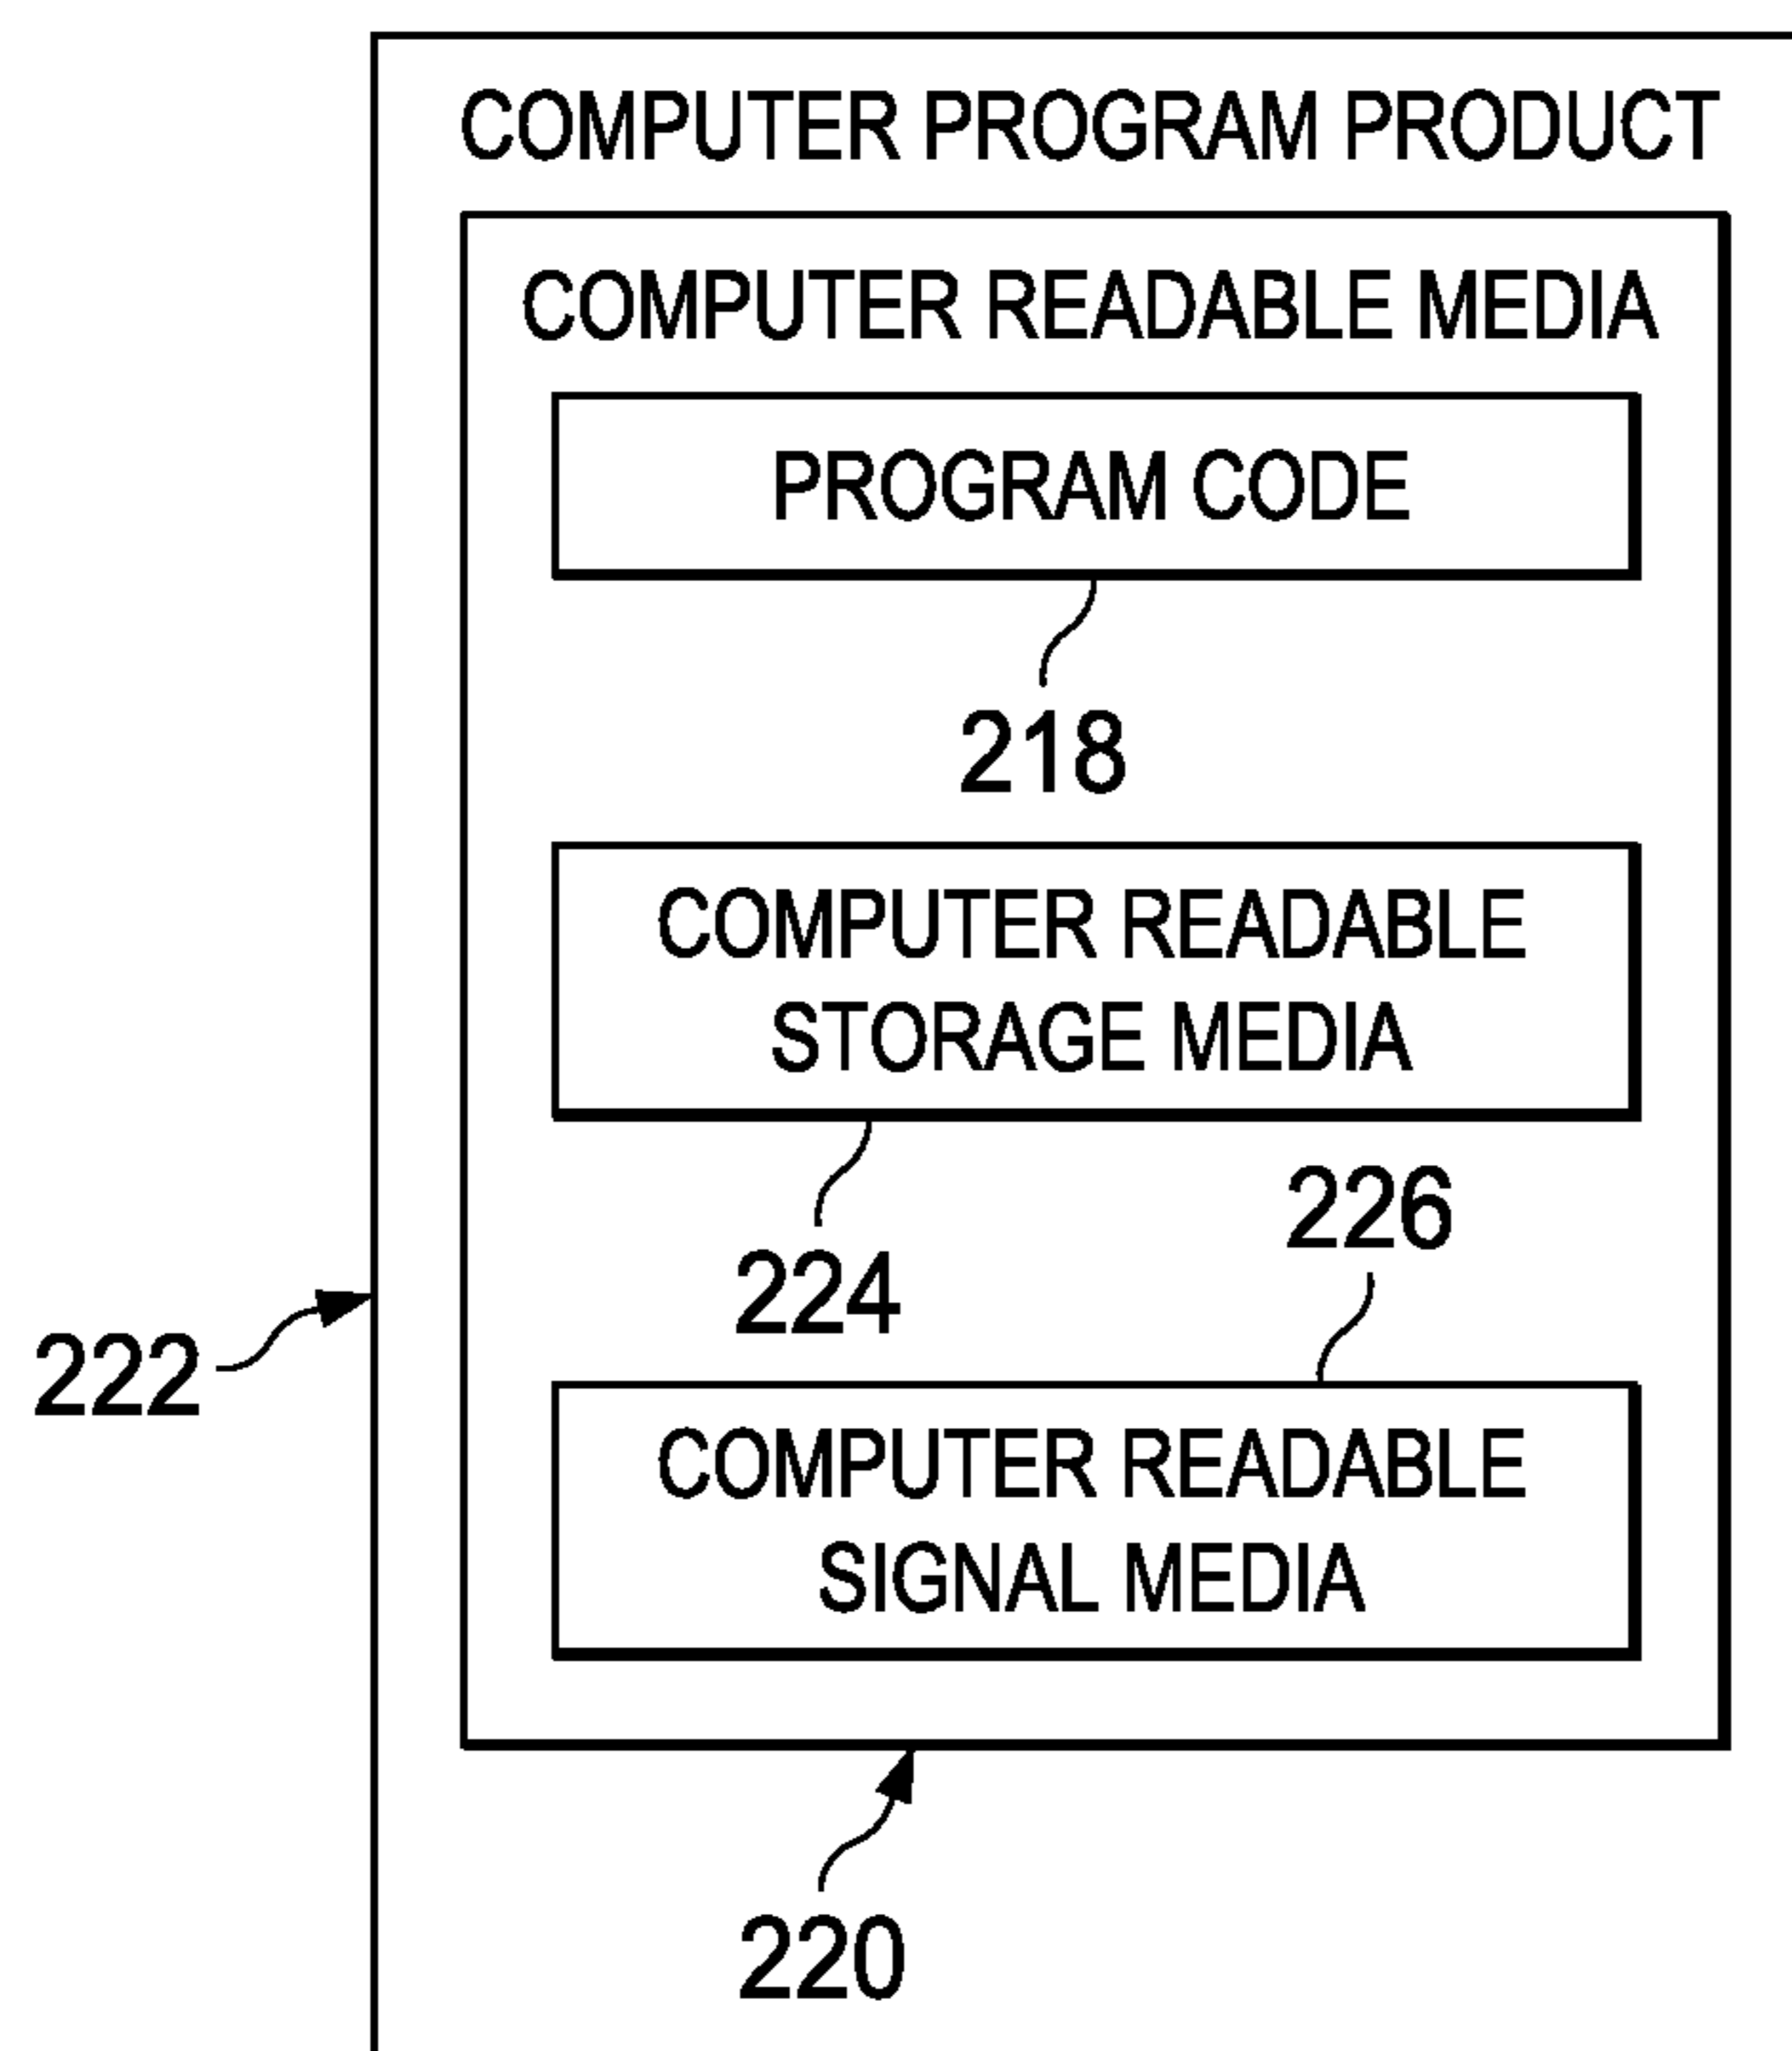 COMPUTER PROGRAM PRODUCT
COMPUTER READABLE MEDIA
PROGRAM CODE
218
COMPUTER READABLE
STORAGE MEDIA
224
226
222
COMPUTER READABLE
SIGNAL MEDIA
220